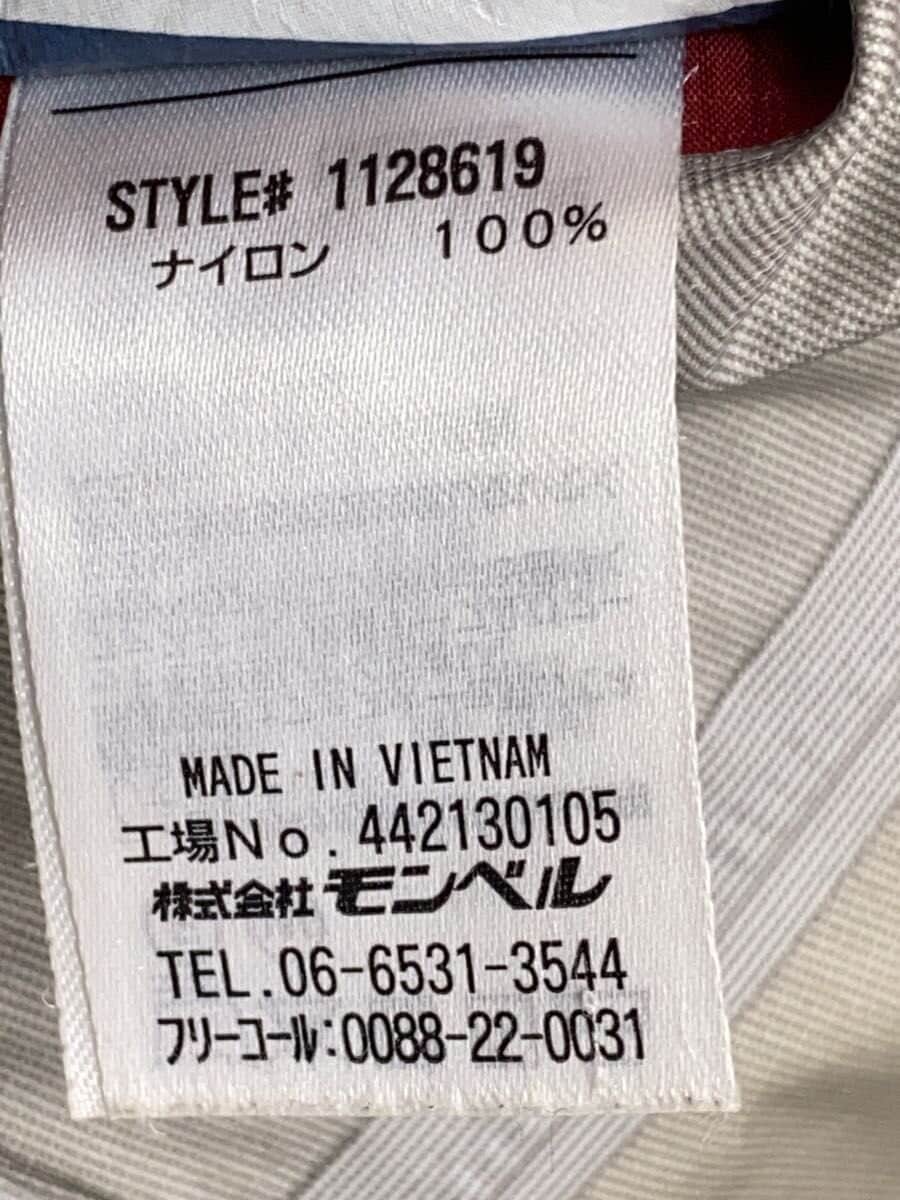 STYLE# 1128619
ナイロン 100%
MADE IN VIETNAM
工場No. 442130105
株式会社モンベル
TEL.06-6531-3544
フリーコール:0088-22-0031